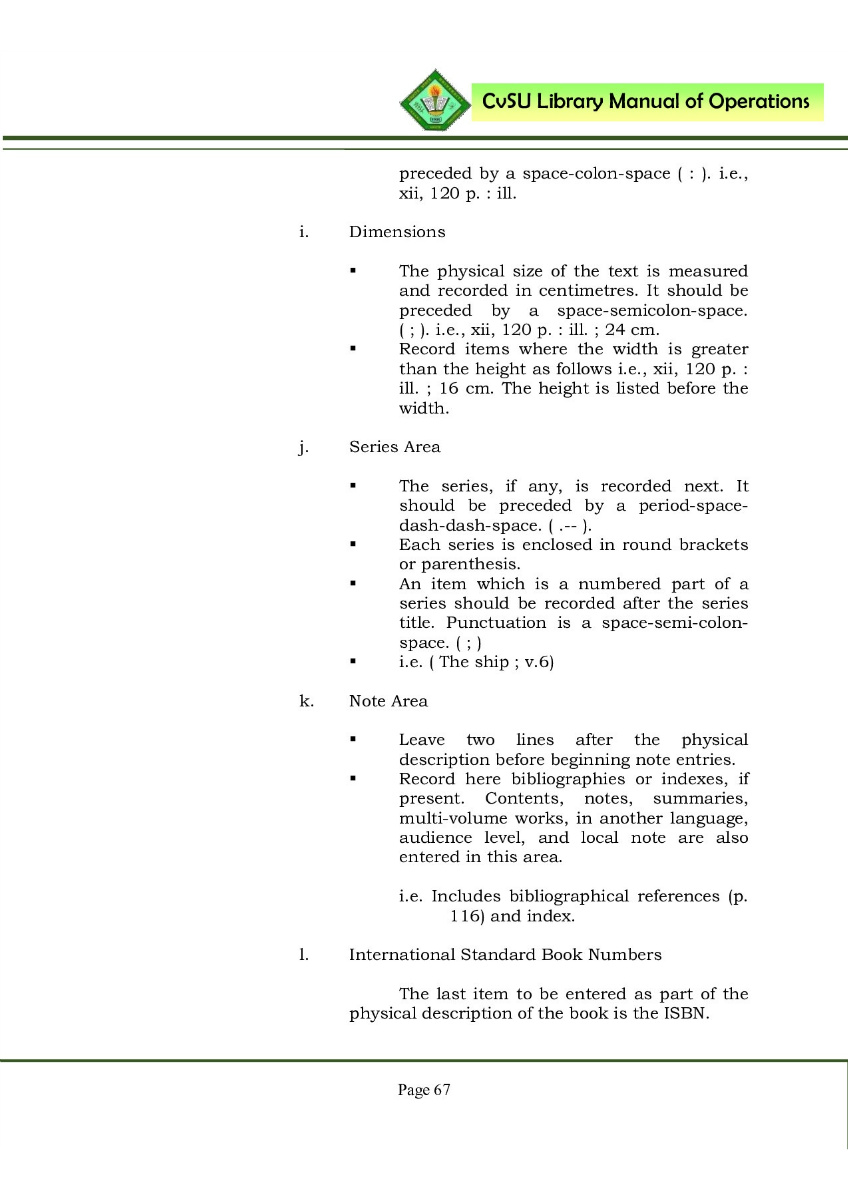 CvSU Library Manual of Operations
preceded by a space-colon-space ( : ). i.e.,
xii, 120 p. : ill.
i. Dimensions
▪ The physical size of the text is measured
and recorded in centimetres. It should be
preceded by a space-semicolon-space.
( ; ). i.e., xii, 120 p. : ill. ; 24 cm.
▪ Record items where the width is greater
than the height as follows i.e., xii, 120 p. :
ill. ; 16 cm. The height is listed before the
width.
j. Series Area
▪ The series, if any, is recorded next. It
should be preceded by a period-space-
dash-dash-space. ( .-- ).
▪ Each series is enclosed in round brackets
or parenthesis.
▪ An item which is a numbered part of a
series should be recorded after the series
title. Punctuation is a space-semi-colon-
space. ( ; )
▪ i.e. ( The ship ; v.6)
k. Note Area
▪ Leave two lines after the physical
description before beginning note entries.
▪ Record here bibliographies or indexes, if
present. Contents, notes, summaries,
multi-volume works, in another language,
audience level, and local note are also
entered in this area.
i.e. Includes bibliographical references (p.
116) and index.
l. International Standard Book Numbers
The last item to be entered as part of the
physical description of the book is the ISBN.
Page 67